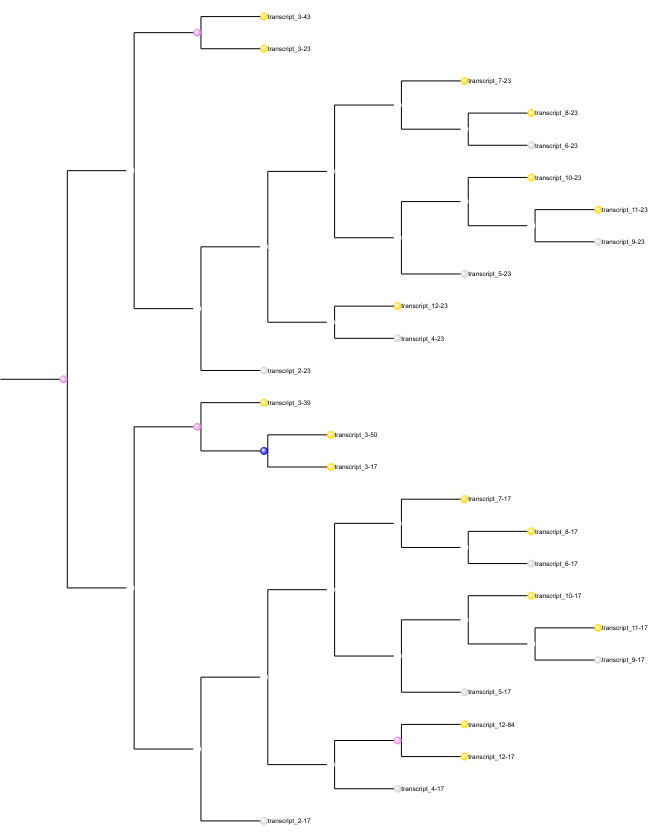 transcript_3-43
transcript_3-23
transcript_7-23
transcript_8-23
transcript_6-23
transcript_10-23
transcript_11-23
transcript_9-23
transcript_5-23
transcript_12-23
transcript_4-23
transcript_2-23
transcript_3-39
transcript_3-50
transcript_3-17
transcript_7-17
transcript_8-17
transcript_6-17
transcript_10-17
transcript_11-17
transcript_9-17
transcript_5-17
transcript_12-84
transcript_12-17
transcript_4-17
transcript_2-17